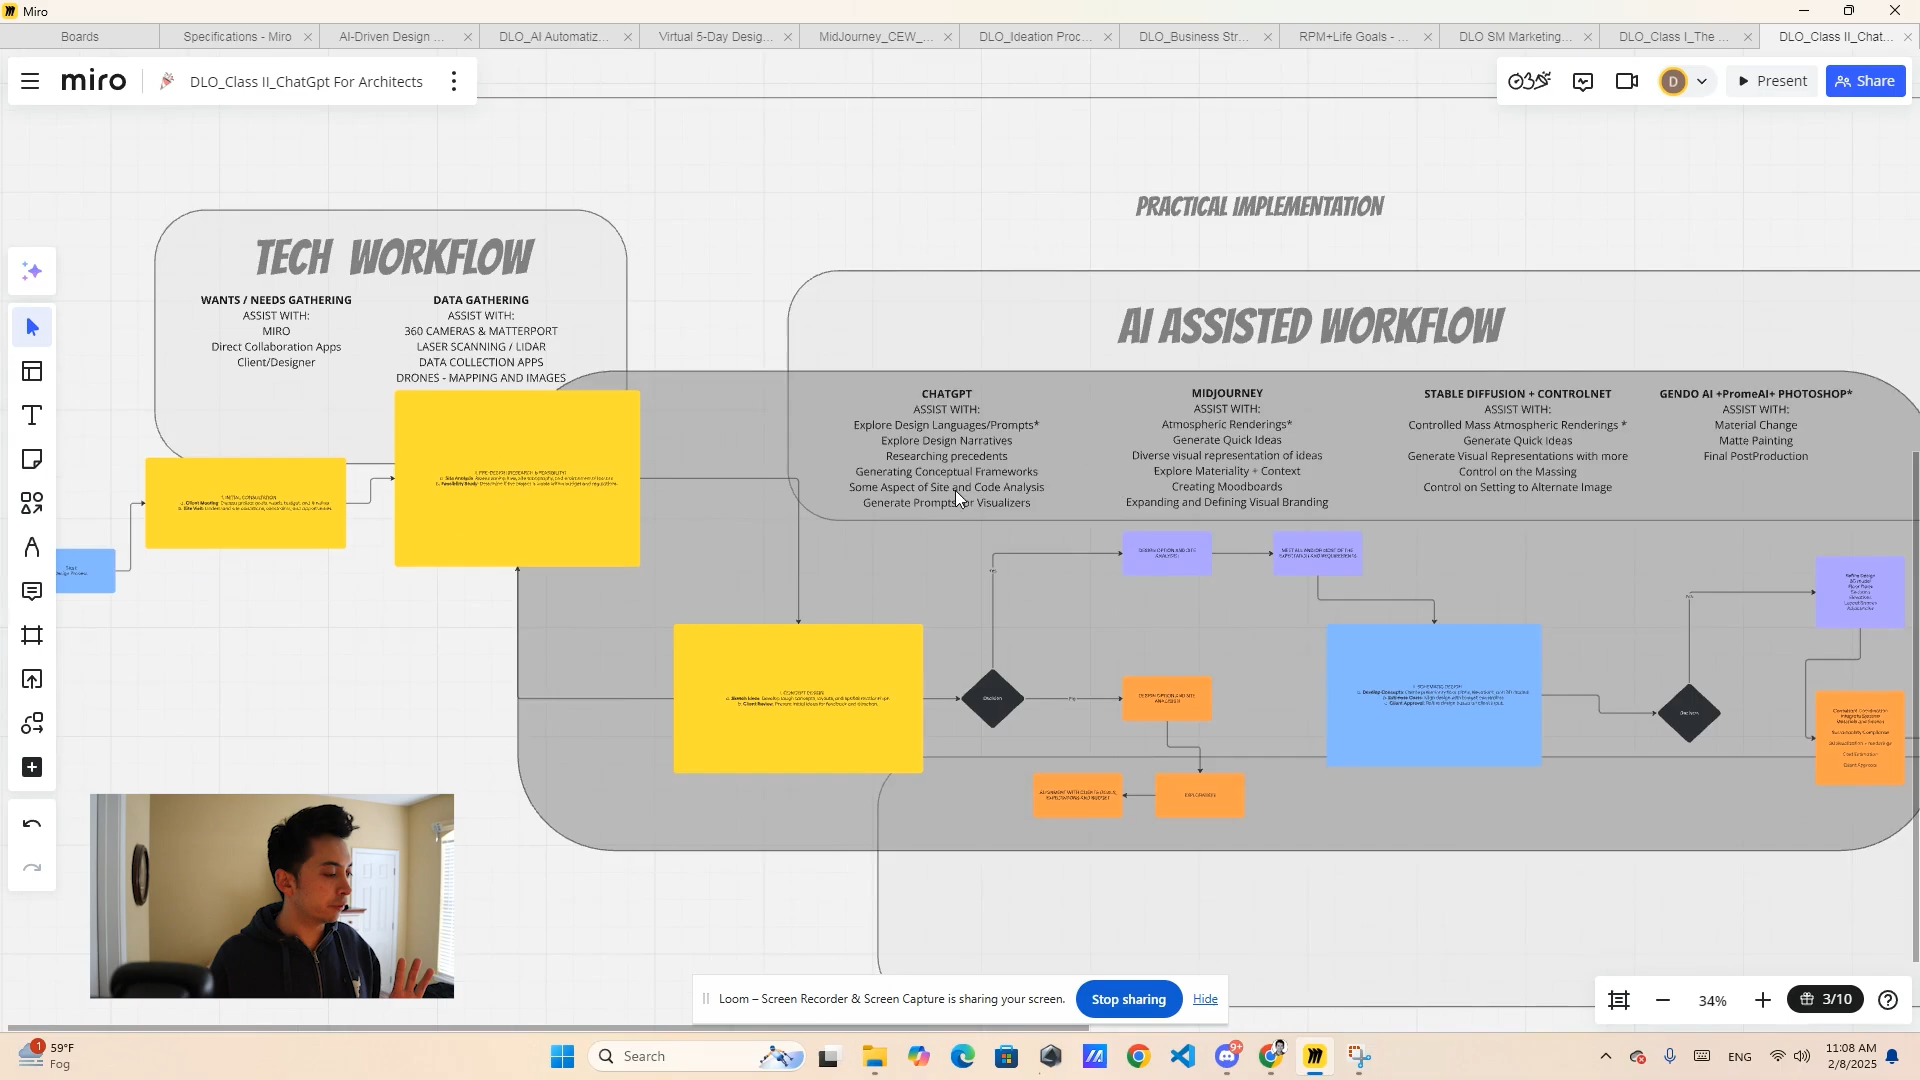 Miro
Boards
Specifications - Miro
AI-Driven Design ...
DLO_AI Automatiz...
Virtual 5-Day Desig...
MidJourney_CEW_...
DLO_Ideation Proc...
DLO_Business Str...
RPM+Life Goals - ...
DLO SM Marketing...
DLO_Class I_The ...
DLO_Class II_Chat...
miro
DLO_Class II_ChatGpt For Architects
D
Present
Share
PRACTICAL IMPLEMENTATION
TECH WORKFLOW
WANTS / NEEDS GATHERING
ASSIST WITH:
MIRO
Direct Collaboration Apps
Client/Designer
DATA GATHERING
ASSIST WITH:
360 CAMERAS & MATTERPORT
LASER SCANNING / LIDAR
DATA COLLECTION APPS
DRONES - MAPPING AND IMAGES
AI ASSISTED WORKFLOW
CHATGPT
ASSIST WITH:
Explore Design Languages/Prompts*
Explore Design Narratives
Researching precedents
Generating Conceptual Frameworks
Some Aspect of Site and Code Analysis
Generate Prompts for Visualizers
MIDJOURNEY
ASSIST WITH:
Atmospheric Renderings*
Generate Quick Ideas
Diverse visual representation of ideas
Explore Materiality + Context
Creating Moodboards
Expanding and Defining Visual Branding
STABLE DIFFUSION + CONTROLNET
ASSIST WITH:
Controlled Mass Atmospheric Renderings *
Generate Quick Ideas
Generate Visual Representations with more
Control on the Massing
Control on Setting to Alternate Image
GENDO AI +PromeAI+ PHOTOSHOP*
ASSIST WITH:
Material Change
Matte Painting
Final PostProduction
Decision
DESIGN OPTION AND SITE
ANALYSIS
EXPLORATION
Loom – Screen Recorder & Screen Capture is sharing your screen.
Stop sharing
Hide
34%
3/10
1
59°F
Fog
Search
9+
ENG
11:08 AM
2/8/2025